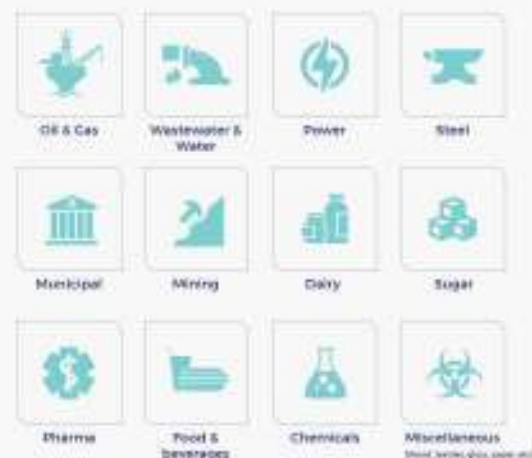 Oil & Gas
Wastewater &
Water
Power
Steel
Municipal
Mining
Dairy
Sugar
Pharma
Food &
beverages
Chemicals
Miscellaneous